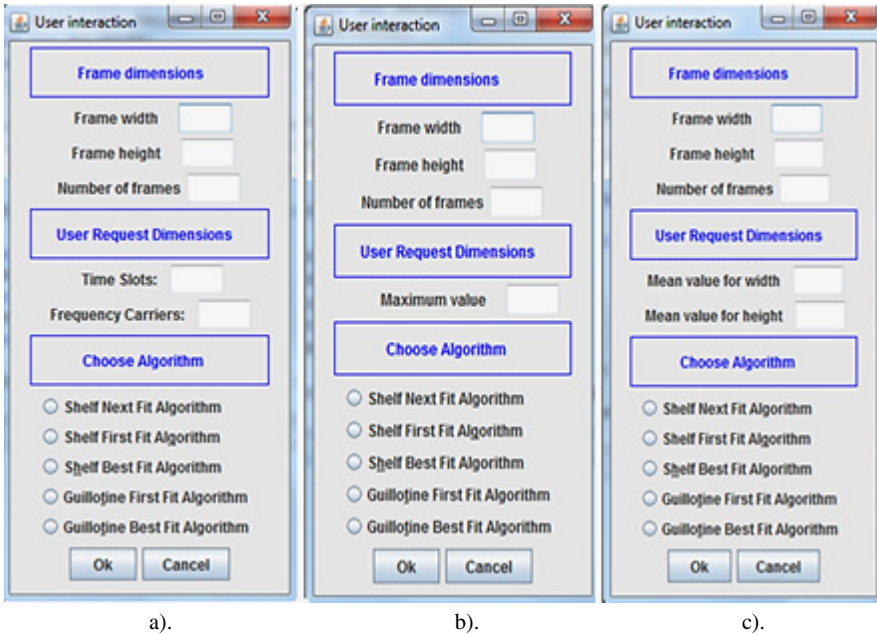 User interaction
Frame dimensions
Frame width
Frame height
Number of frames
User Request Dimensions
Time Slots:
Frequency Carriers:
Choose Algorithm
Shelf Next Fit Algorithm
Shelf First Fit Algorithm
Shelf Best Fit Algorithm
Guillotine First Fit Algorithm
Guillotine Best Fit Algorithm
Ok Cancel
a).
User interaction
Frame dimensions
Frame width
Frame height
Number of frames
User Request Dimensions
Maximum value
Choose Algorithm
Shelf Next Fit Algorithm
Shelf First Fit Algorithm
Shelf Best Fit Algorithm
Guillotine First Fit Algorithm
Guillotine Best Fit Algorithm
Ok Cancel
b).
User interaction
Frame dimensions
Frame width
Frame height
Number of frames
User Request Dimensions
Mean value for width
Mean value for height
Choose Algorithm
Shelf Next Fit Algorithm
Shelf First Fit Algorithm
Shelf Best Fit Algorithm
Guillotine First Fit Algorithm
Guillotine Best Fit Algorithm
Ok Cancel
c).